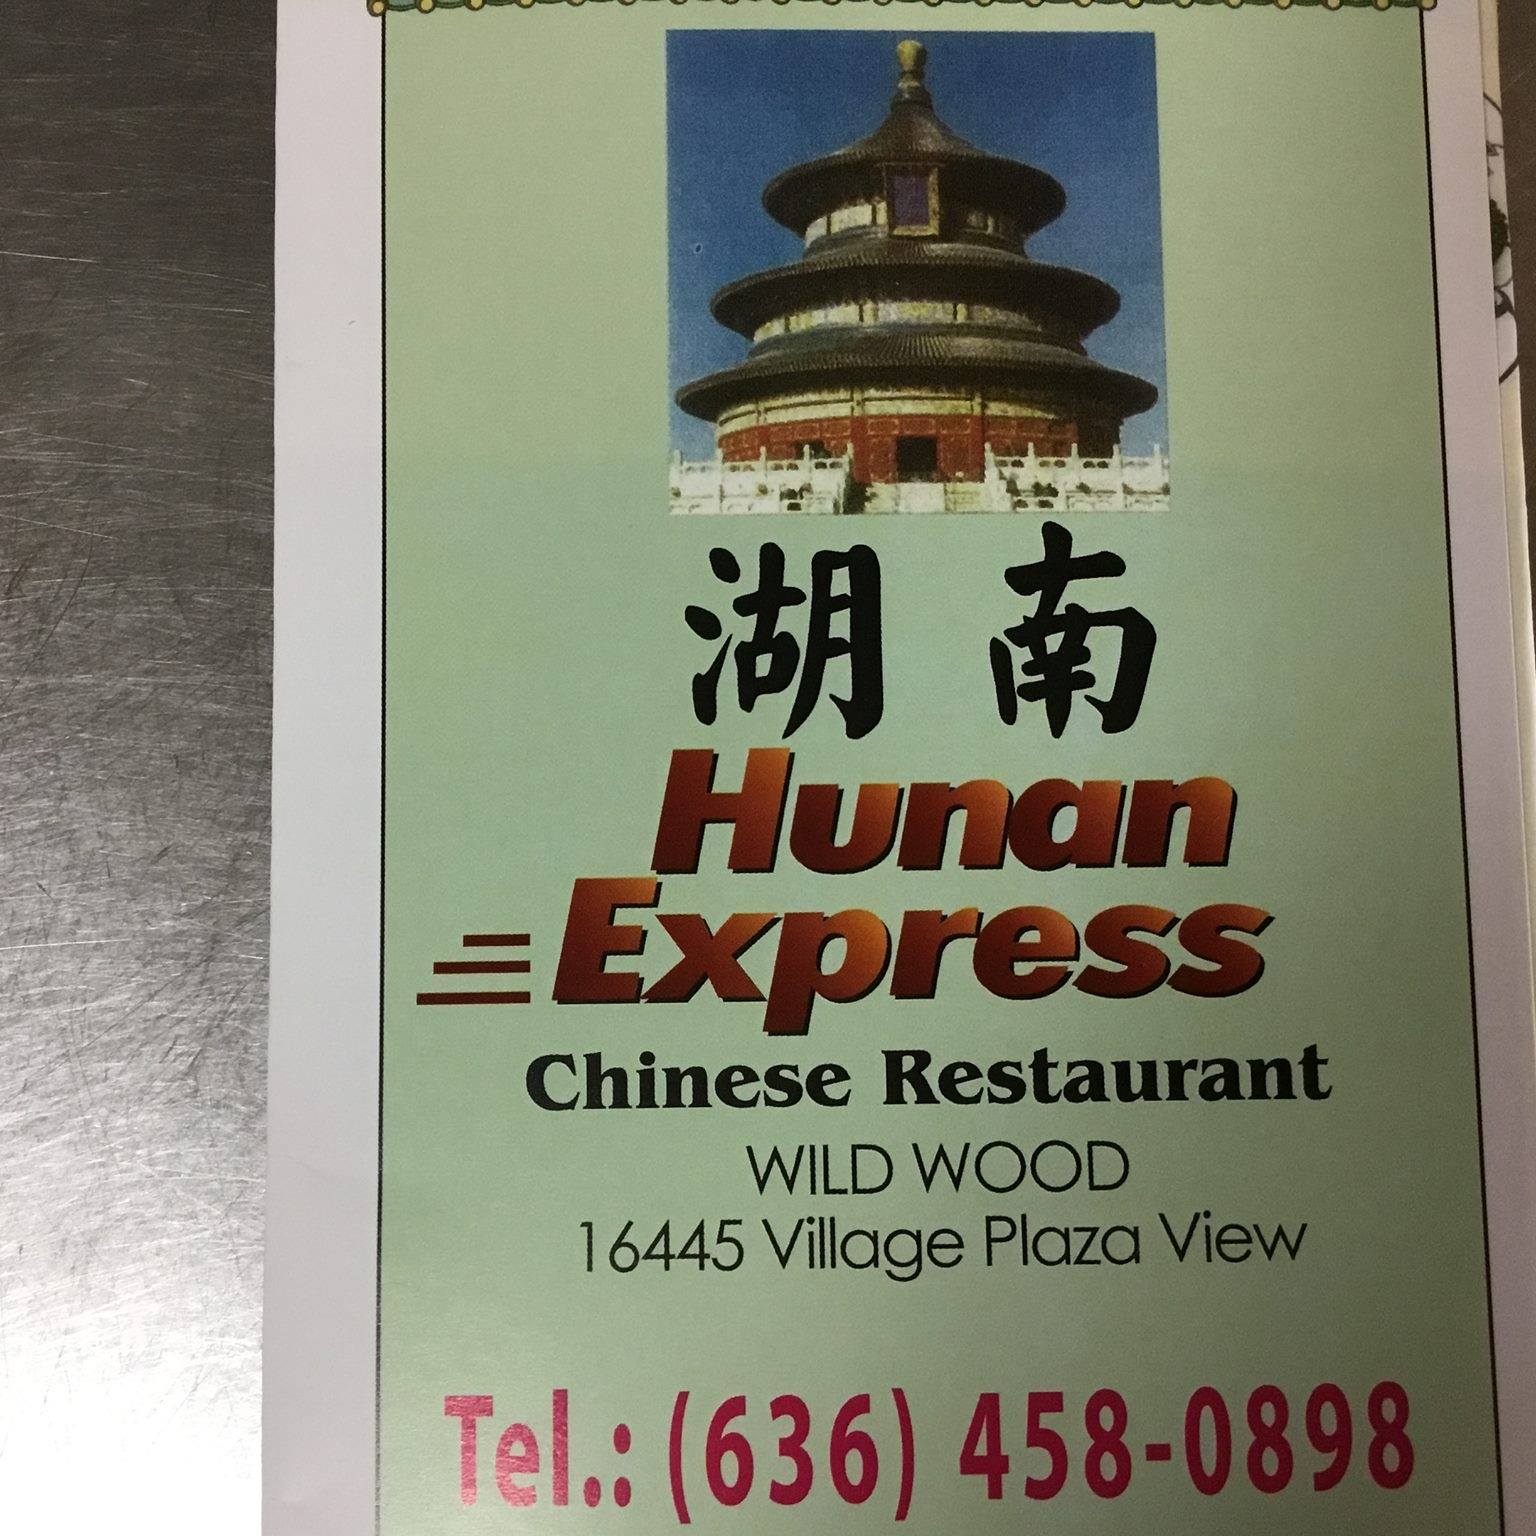 湖 南
Hunan
Express
Chinese Restaurant
WILD WOOD
16445 Village Plaza View
Tel.: (636) 458-0898